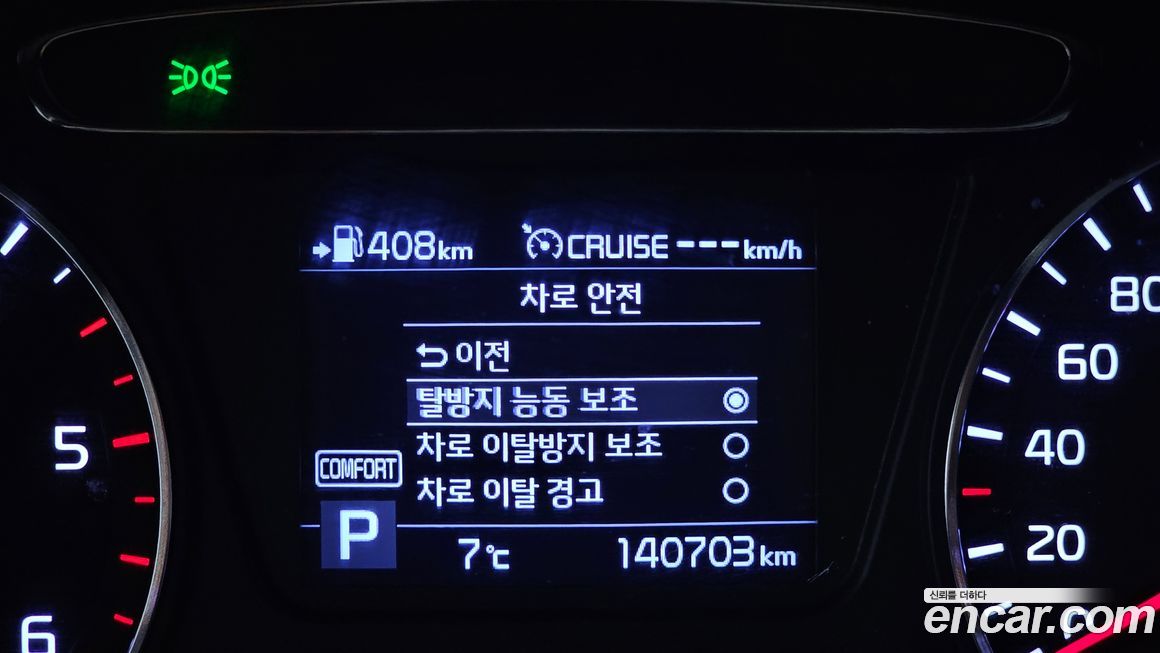 408km CRUISE ---km/h
차로 안전
이전
탈방지 능동 보조
차로 이탈방지 보조
차로 이탈 경고
COMFORT
P
7℃ 140703km
5
6
80
60
40
20
신뢰를 더하다
encar.com